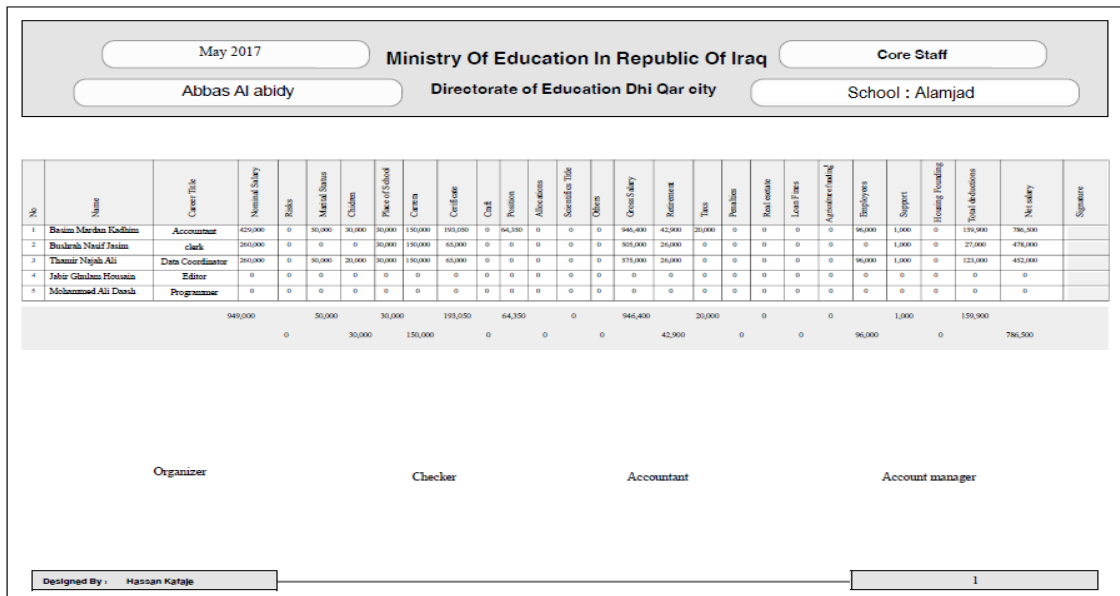 May 2017 Ministry Of Education In Republic Of Iraq Core Staff
Abbas Al abidy Directorate of Education Dhi Qar city School : Alamjad
No Name Career Title Nominal Salary Risks Marital Status Children Place of School Carrera Certificate Craft Position Allocations Scientifics Title Others Gross Salary Retirement Taxs Penalties Real estate Loan Fines Agriculture funding Employees Support Housing Founding Total deductions Net salary Signature
1 Basim Mardan Kadhim Accountant 429,000 0 50,000 30,000 30,000 150,000 193,050 0 64,350 0 0 0 946,400 42,900 20,000 0 0 0 0 96,000 1,000 0 159,900 786,500
2 Bushrah Nasif Jasim clerk 260,000 0 0 0 30,000 150,000 65,000 0 0 0 0 0 505,000 26,000 0 0 0 0 0 0 1,000 0 27,000 478,000
3 Thamir Najah Ali Data Coordinator 260,000 0 50,000 20,000 30,000 150,000 65,000 0 0 0 0 0 575,000 26,000 0 0 0 0 0 96,000 1,000 0 123,000 452,000
4 Jabir Ghulam Housain Editor 0 0 0 0 0 0 0 0 0 0 0 0 0 0 0 0 0 0 0 0 0 0 0 0
5 Mohammed Ali Daash Programmer 0 0 0 0 0 0 0 0 0 0 0 0 0 0 0 0 0 0 0 0 0 0 0 0
949,000 50,000 30,000 193,050 64,350 0 946,400 20,000 0 0 1,000 159,900
0 30,000 150,000 0 0 0 42,900 0 0 96,000 0 786,500
Organizer Checker Accountant Account manager
Designed By : Hassan Kafaje 1